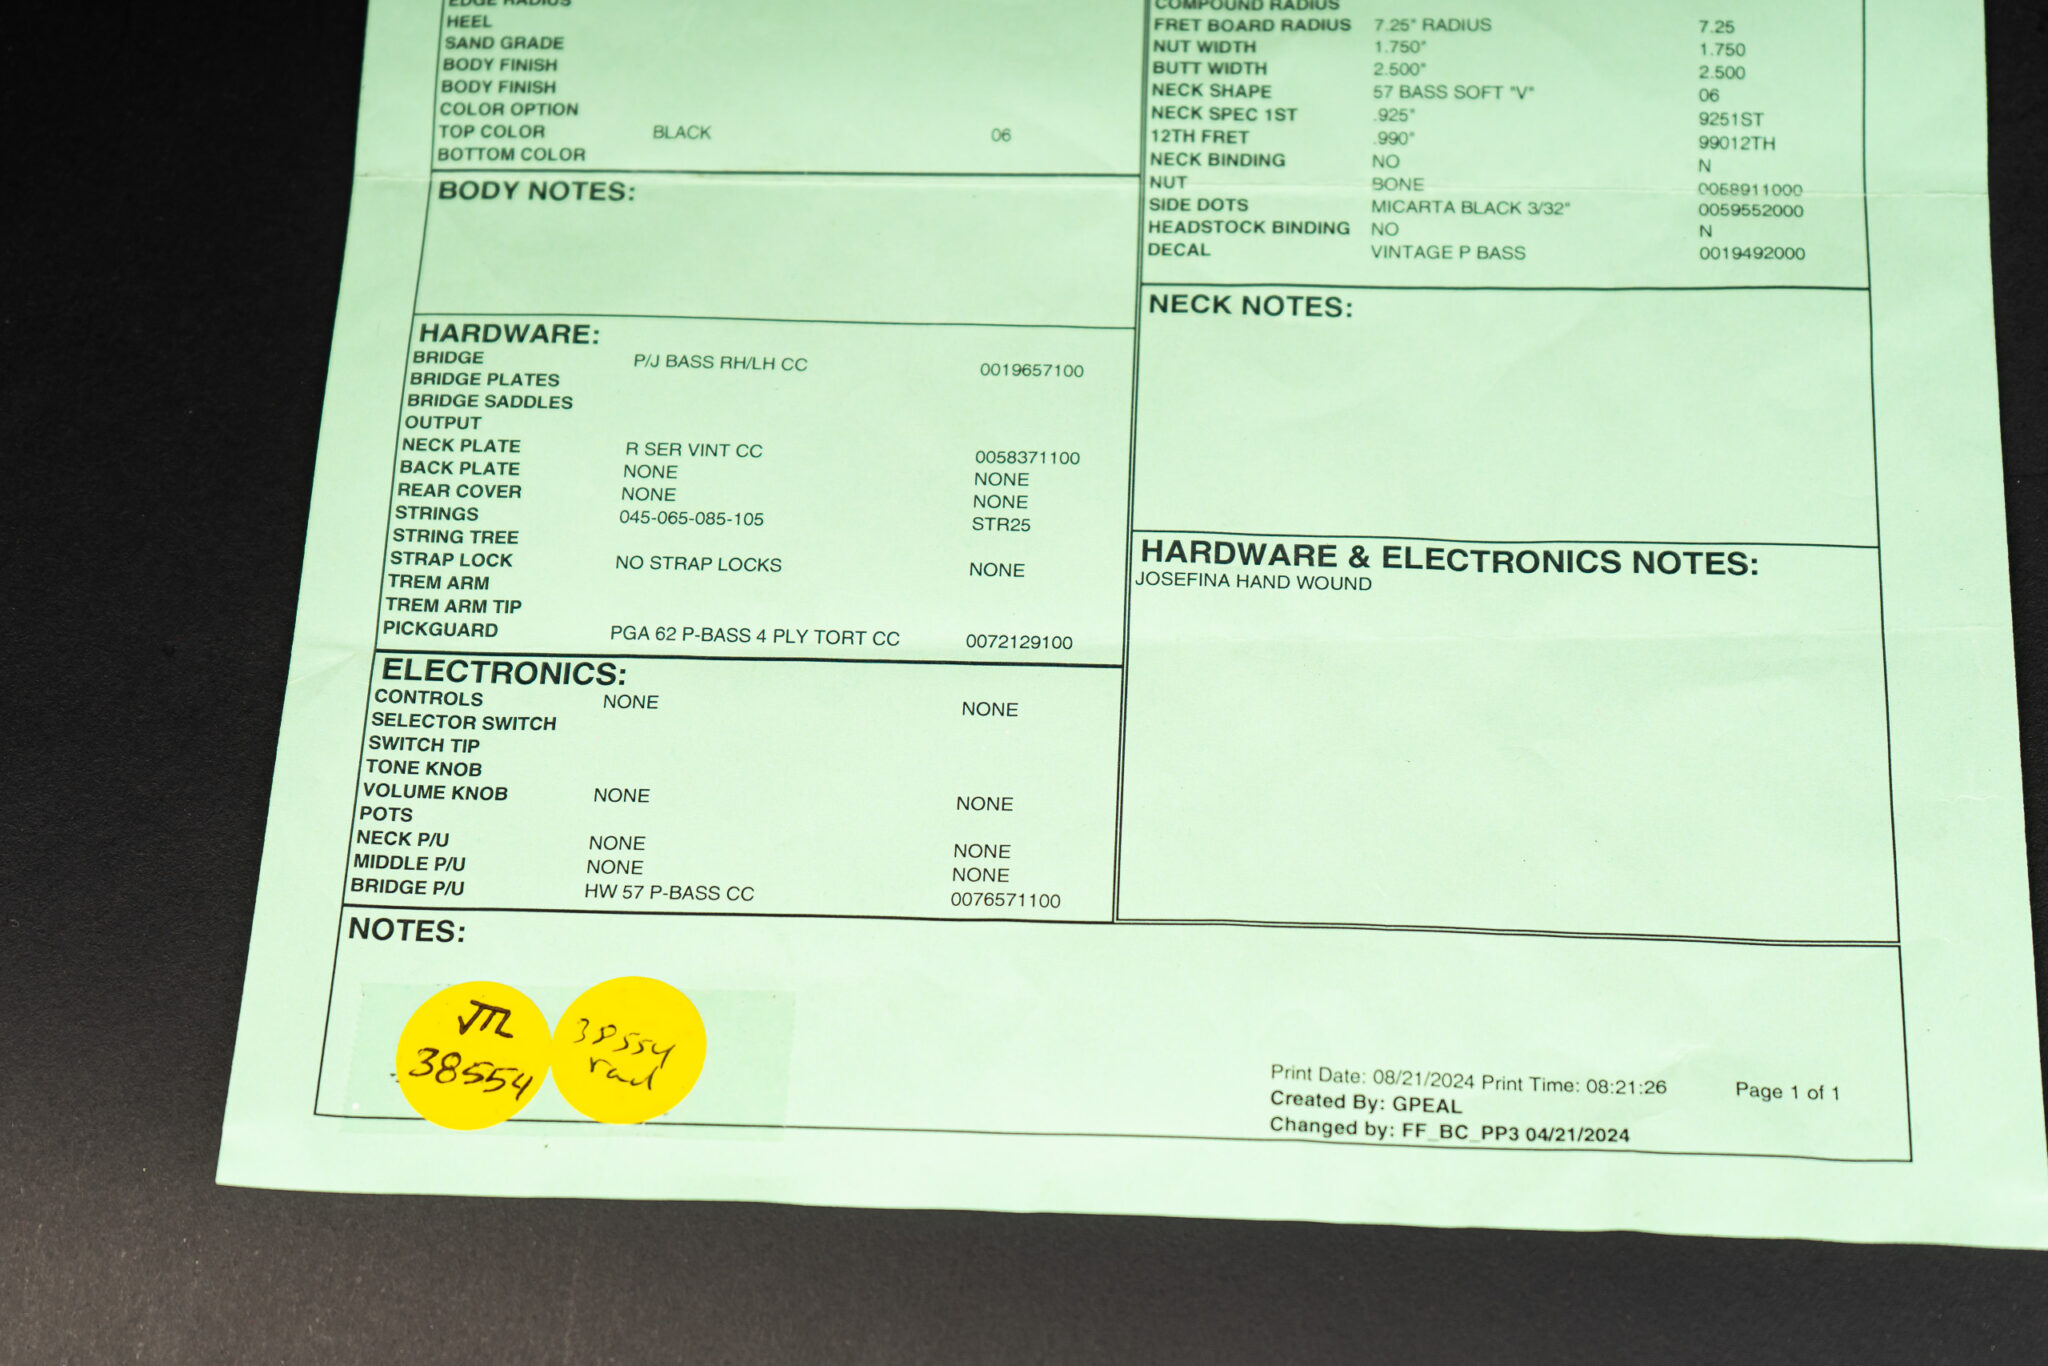 EDGE RADIUS
HEEL
SAND GRADE
BODY FINISH
BODY FINISH
COLOR OPTION
TOP COLOR BLACK 06
BOTTOM COLOR
BODY NOTES:
HARDWARE:
BRIDGE P/J BASS RH/LH CC 0019657100
BRIDGE PLATES
BRIDGE SADDLES
OUTPUT
NECK PLATE R SER VINT CC 0058371100
BACK PLATE NONE NONE
REAR COVER NONE NONE
STRINGS 045-065-085-105 STR25
STRING TREE
STRAP LOCK NO STRAP LOCKS NONE
TREM ARM
TREM ARM TIP
PICKGUARD PGA 62 P-BASS 4 PLY TORT CC 0072129100
ELECTRONICS:
CONTROLS NONE NONE
SELECTOR SWITCH
SWITCH TIP
TONE KNOB
VOLUME KNOB NONE NONE
POTS
NECK P/U NONE NONE
MIDDLE P/U NONE NONE
BRIDGE P/U HW 57 P-BASS CC 0076571100
COMPOUND RADIUS
FRET BOARD RADIUS 7.25" RADIUS 7.25
NUT WIDTH 1.750" 1.750
BUTT WIDTH 2.500" 2.500
NECK SHAPE 57 BASS SOFT "V" 06
NECK SPEC 1ST .925" 9251ST
12TH FRET .990" 99012TH
NECK BINDING NO N
NUT BONE 0058911000
SIDE DOTS MICARTA BLACK 3/32" 0059552000
HEADSTOCK BINDING NO N
DECAL VINTAGE P BASS 0019492000
NECK NOTES:
HARDWARE & ELECTRONICS NOTES:
JOSEFINA HAND WOUND
NOTES:
38554
38554
Print Date: 08/21/2024 Print Time: 08:21:26 Page 1 of 1
Created By: GPEAL
Changed by: FF_BC_PP3 04/21/2024